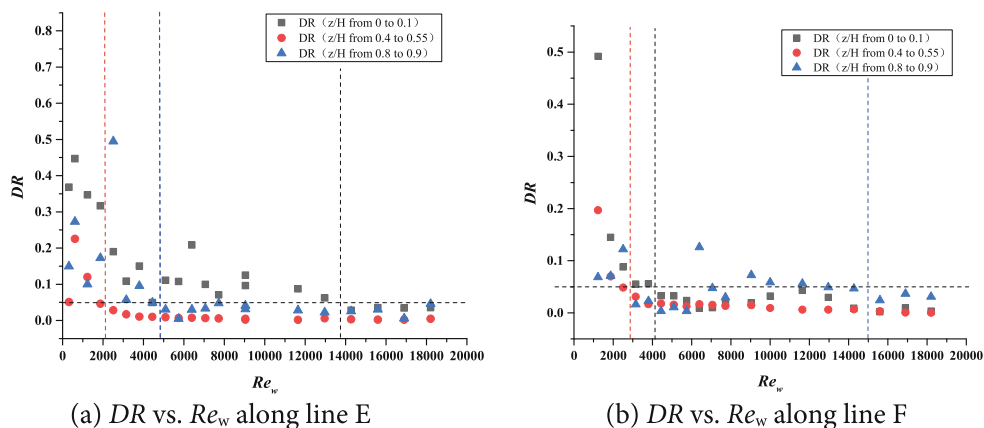 DR（z/H from 0 to 0.1）
DR（z/H from 0.4 to 0.55）
DR（z/H from 0.8 to 0.9）
0.8
0.7
0.6
0.5
0.4
0.3
0.2
0.1
0.0
DR
0 2000 4000 6000 8000 10000 12000 14000 16000 18000 20000
Rew
(a) DR vs. Rew along line E
DR（z/H from 0 to 0.1）
DR（z/H from 0.4 to 0.55）
DR（z/H from 0.8 to 0.9）
0.5
0.4
0.3
0.2
0.1
0.0
DR
0 2000 4000 6000 8000 10000 12000 14000 16000 18000 20000
Rew
(b) DR vs. Rew along line F